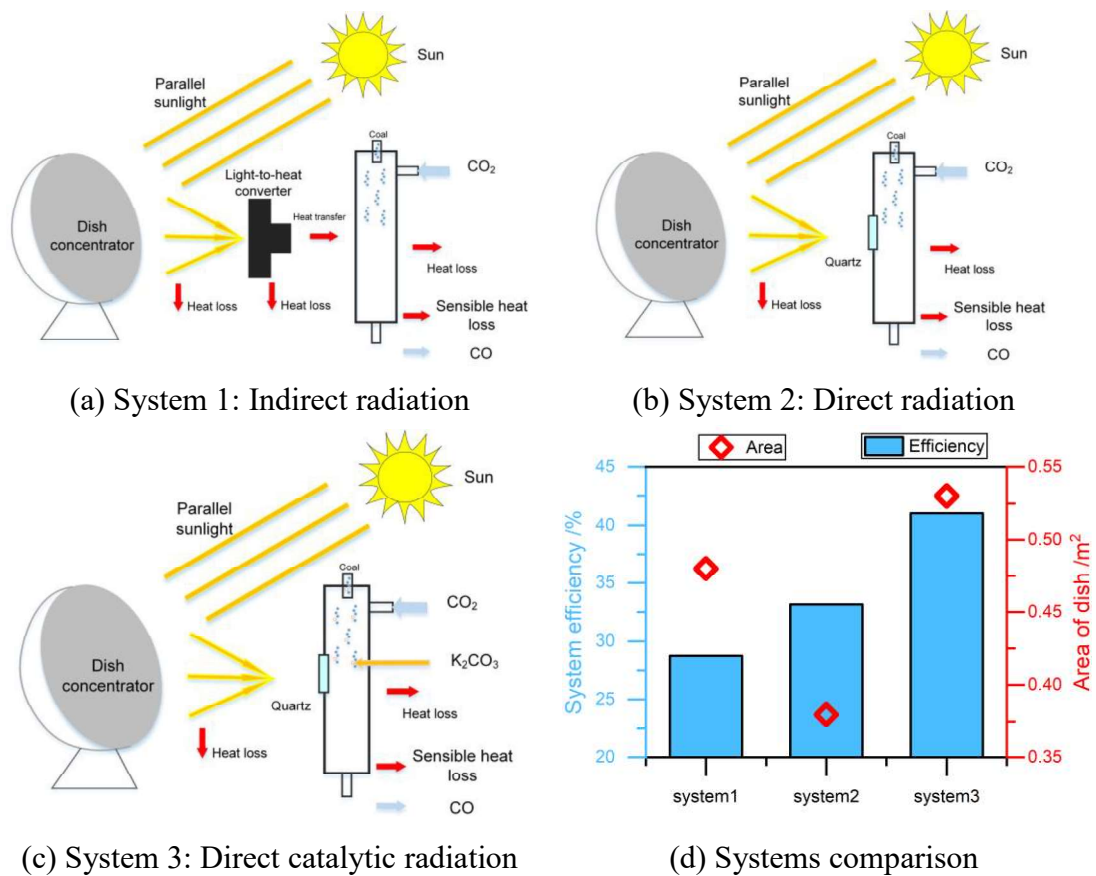 Sun
Parallel
sunlight
Coal
CO₂
Light-to-heat
converter
Heat transfer
Dish
concentrator
Heat loss
Heat loss
Heat loss
Sensible heat
loss
CO
(a) System 1: Indirect radiation
Sun
Parallel
sunlight
Coal
CO₂
Dish
concentrator
Quartz
Heat loss
Heat loss
Sensible heat
loss
CO
(b) System 2: Direct radiation
Sun
Parallel
sunlight
Coal
CO₂
K₂CO₃
Dish
concentrator
Quartz
Heat loss
Heat loss
Sensible heat
loss
CO
(c) System 3: Direct catalytic radiation
Area
Efficiency
System efficiency /%
45
40
35
30
25
20
Area of dish /m²
0.55
0.50
0.45
0.40
0.35
system1
system2
system3
(d) Systems comparison